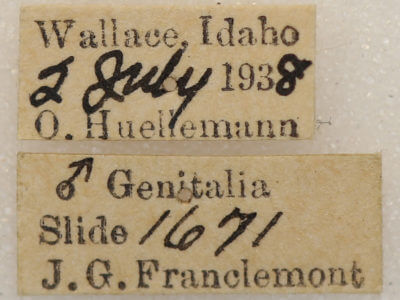 Wallace, Idaho
2 July 1938
O. Huellemann
♂ Genitalia
Slide 1671
J.G. Franclemont